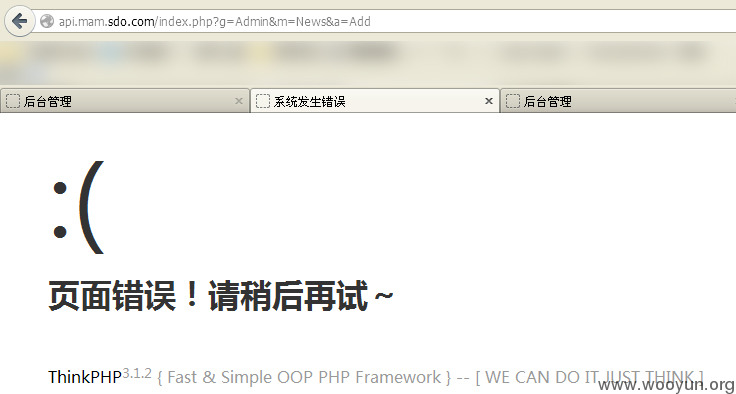 api.mam.sdo.com/index.php?g=Admin&m=News&a=Add
后台管理 系统发生错误 后台管理
:(
页面错误！请稍后再试～
ThinkPHP3.1.2 { Fast & Simple OOP PHP Framework } -- [ WE CAN DO IT JUST THINK ]
www.wooyun.org